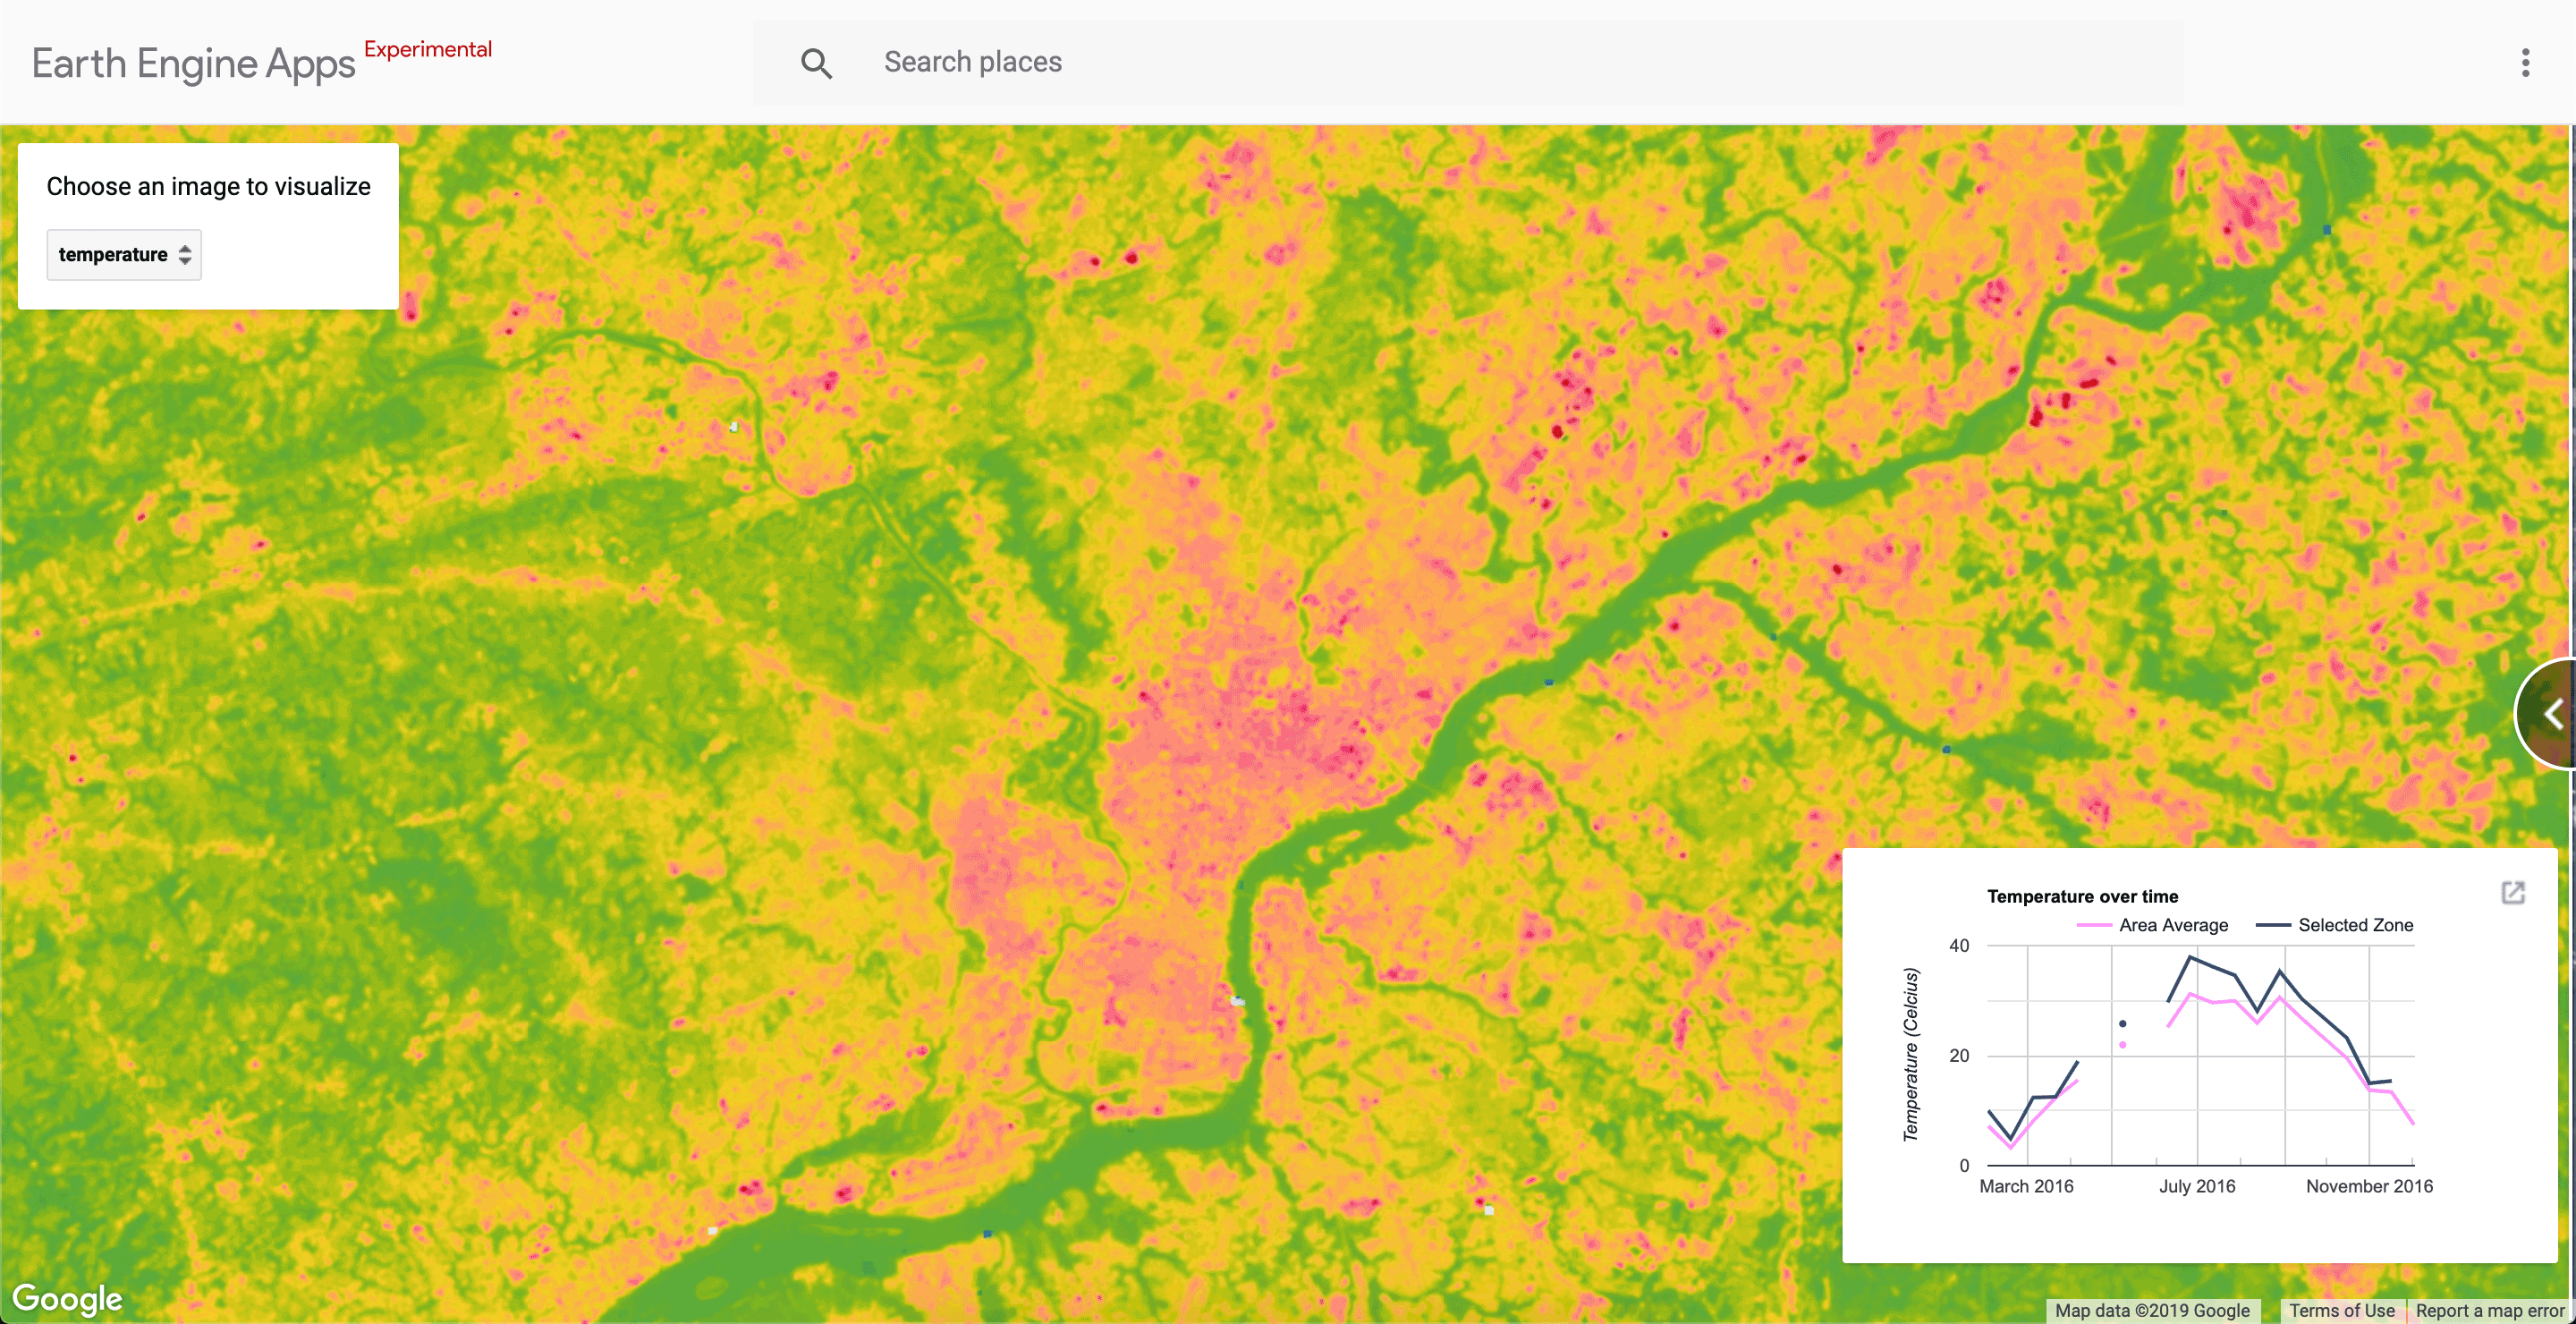 Earth Engine Apps Experimental
Search places
Choose an image to visualize
temperature
Temperature over time
Area Average
Selected Zone
40
20
0
Temperature (Celcius)
March 2016
July 2016
November 2016
Google
Map data ©2019 Google
Terms of Use
Report a map error